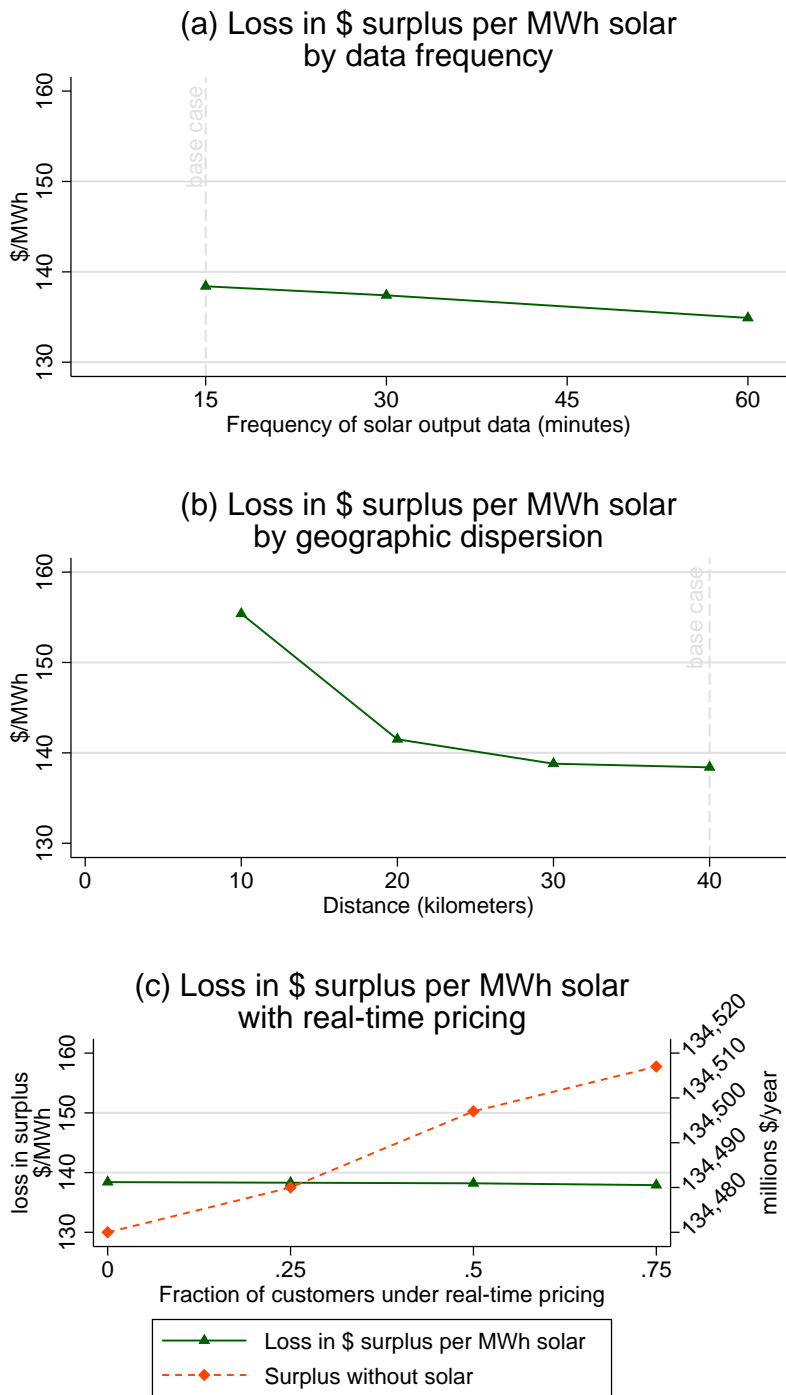 (a) Loss in $ surplus per MWh solar
by data frequency
160
150
140
130
$/MWh
base case
15
30
45
60
Frequency of solar output data (minutes)
(b) Loss in $ surplus per MWh solar
by geographic dispersion
160
150
140
130
$/MWh
base case
0
10
20
30
40
Distance (kilometers)
(c) Loss in $ surplus per MWh solar
with real-time pricing
160
150
140
130
loss in surplus
$/MWh
134,520
134,510
134,500
134,490
134,480
millions $/year
0
.25
.5
.75
Fraction of customers under real-time pricing
Loss in $ surplus per MWh solar
Surplus without solar